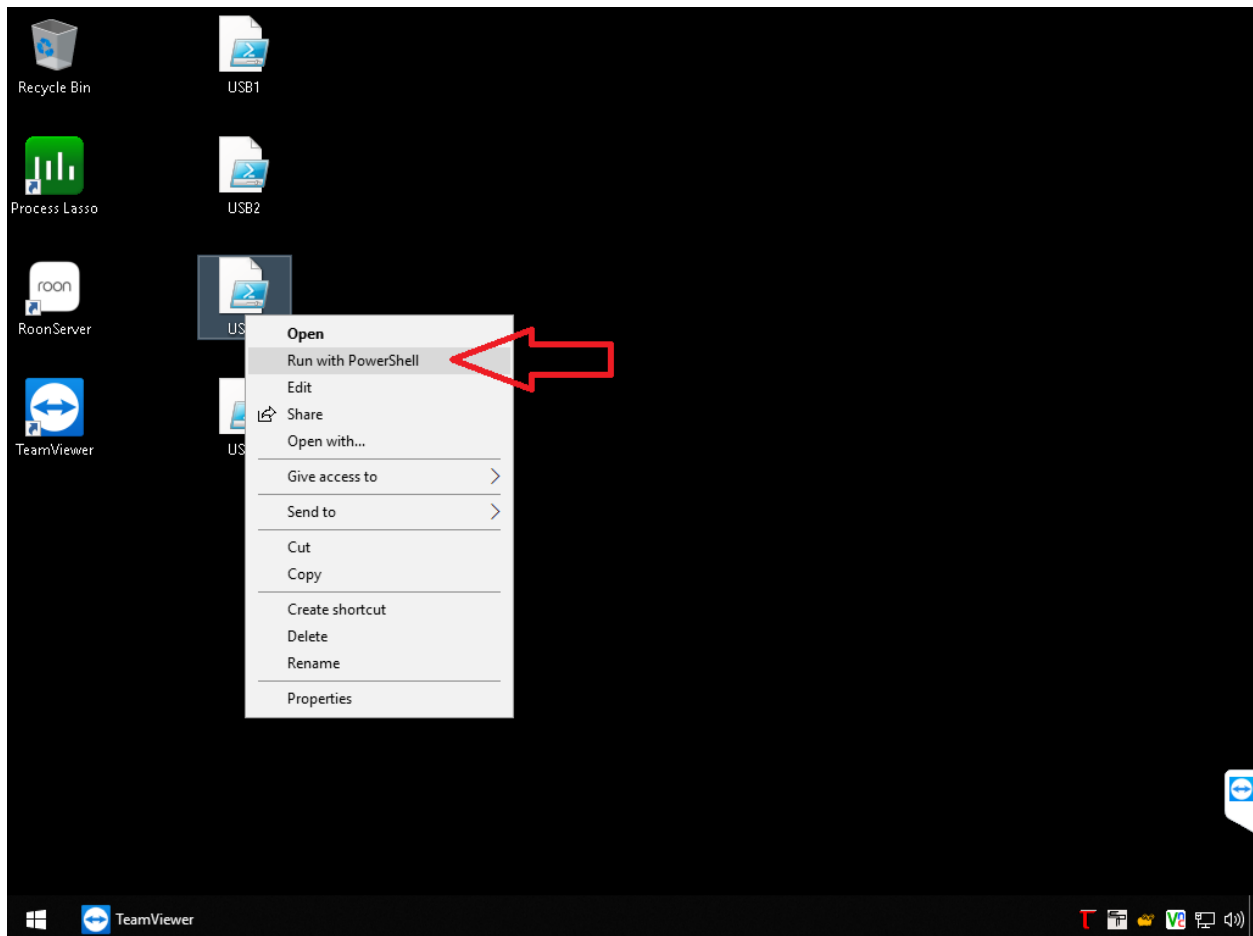 Recycle Bin
USB1
Process Lasso
USB2
roon
RoonServer
US
TeamViewer
US
Open
Run with PowerShell
Edit
Share
Open with...
Give access to
Send to
Cut
Copy
Create shortcut
Delete
Rename
Properties
TeamViewer